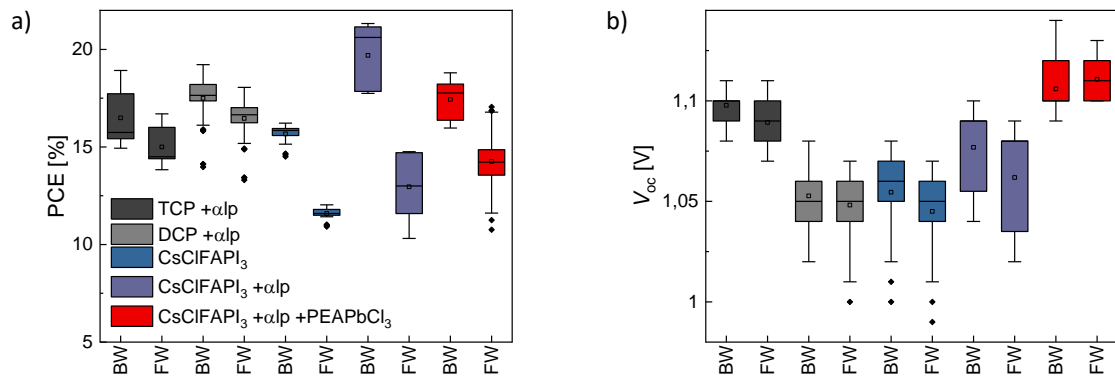 a)
PCE [%]
20
15
10
5
TCP +αlp
DCP +αlp
CsClFAPI₃
CsClFAPI₃ +αlp
CsClFAPI₃ +αlp +PEAPbCl₃
BW
FW
BW
FW
BW
FW
BW
FW
BW
FW
b)
Voc [V]
1,1
1,05
1
BW
FW
BW
FW
BW
FW
BW
FW
BW
FW